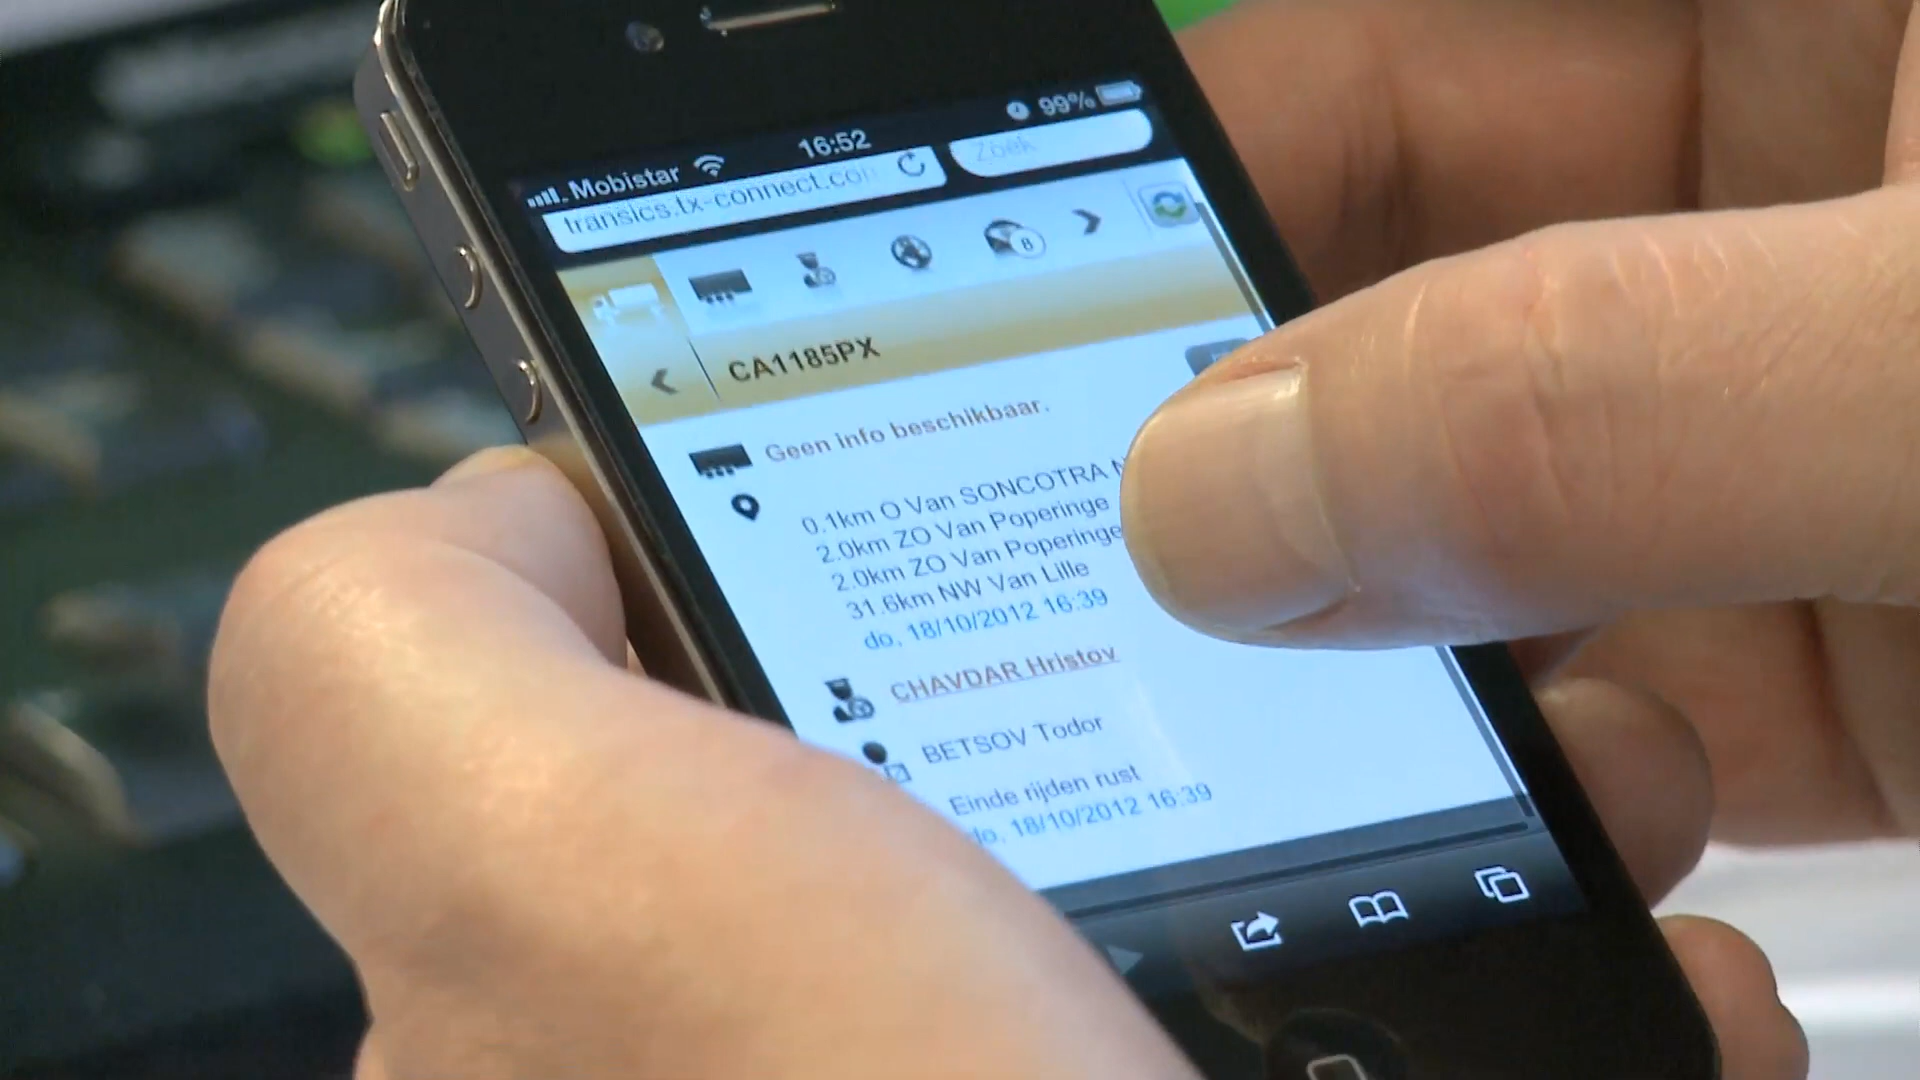 Mobistar 16:52 99%
transics.tx-connect.co
Zoek
8
CA1185PX
Geen info beschikbaar.
0.1km O Van SONCOTRA
2.0km ZO Van Poperinge
2.0km ZO Van Poperinge
31.6km NW Van Lille
do, 18/10/2012 16:39
CHAVDAR Hristov
BETSOV Todor
Einde rijden rust
do, 18/10/2012 16:39